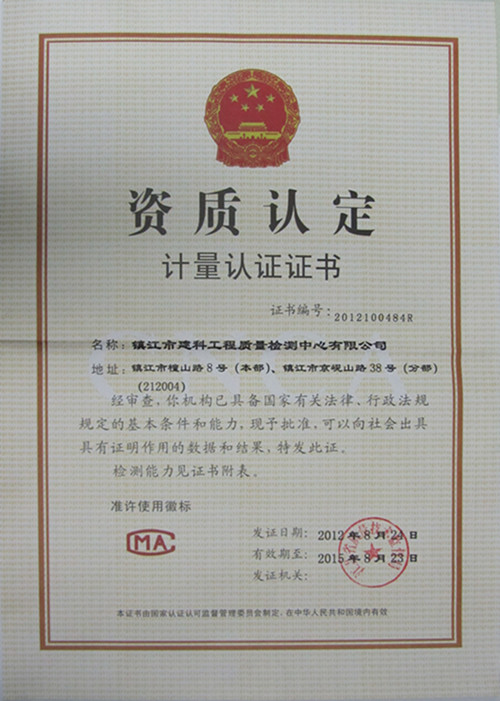 资质认定
计量认证证书
证书编号：2012100484R
名称：镇江市建科工程质量检测中心有限公司
地址：镇江市檀山路8号（本部）、镇江市京岘山路38号（分部）
(212004)
经审查，你机构已具备国家有关法律、行政法规
规定的基本条件和能力，现予批准，可以向社会出具
具有证明作用的数据和结果，特发此证。
检测能力见证书附表。
准许使用徽标
MA
发证日期：2012年8月24日
有效期至：2015年8月23日
发证机关：
本证书由国家认证认可监督管理委员会制定，在中华人民共和国境内有效